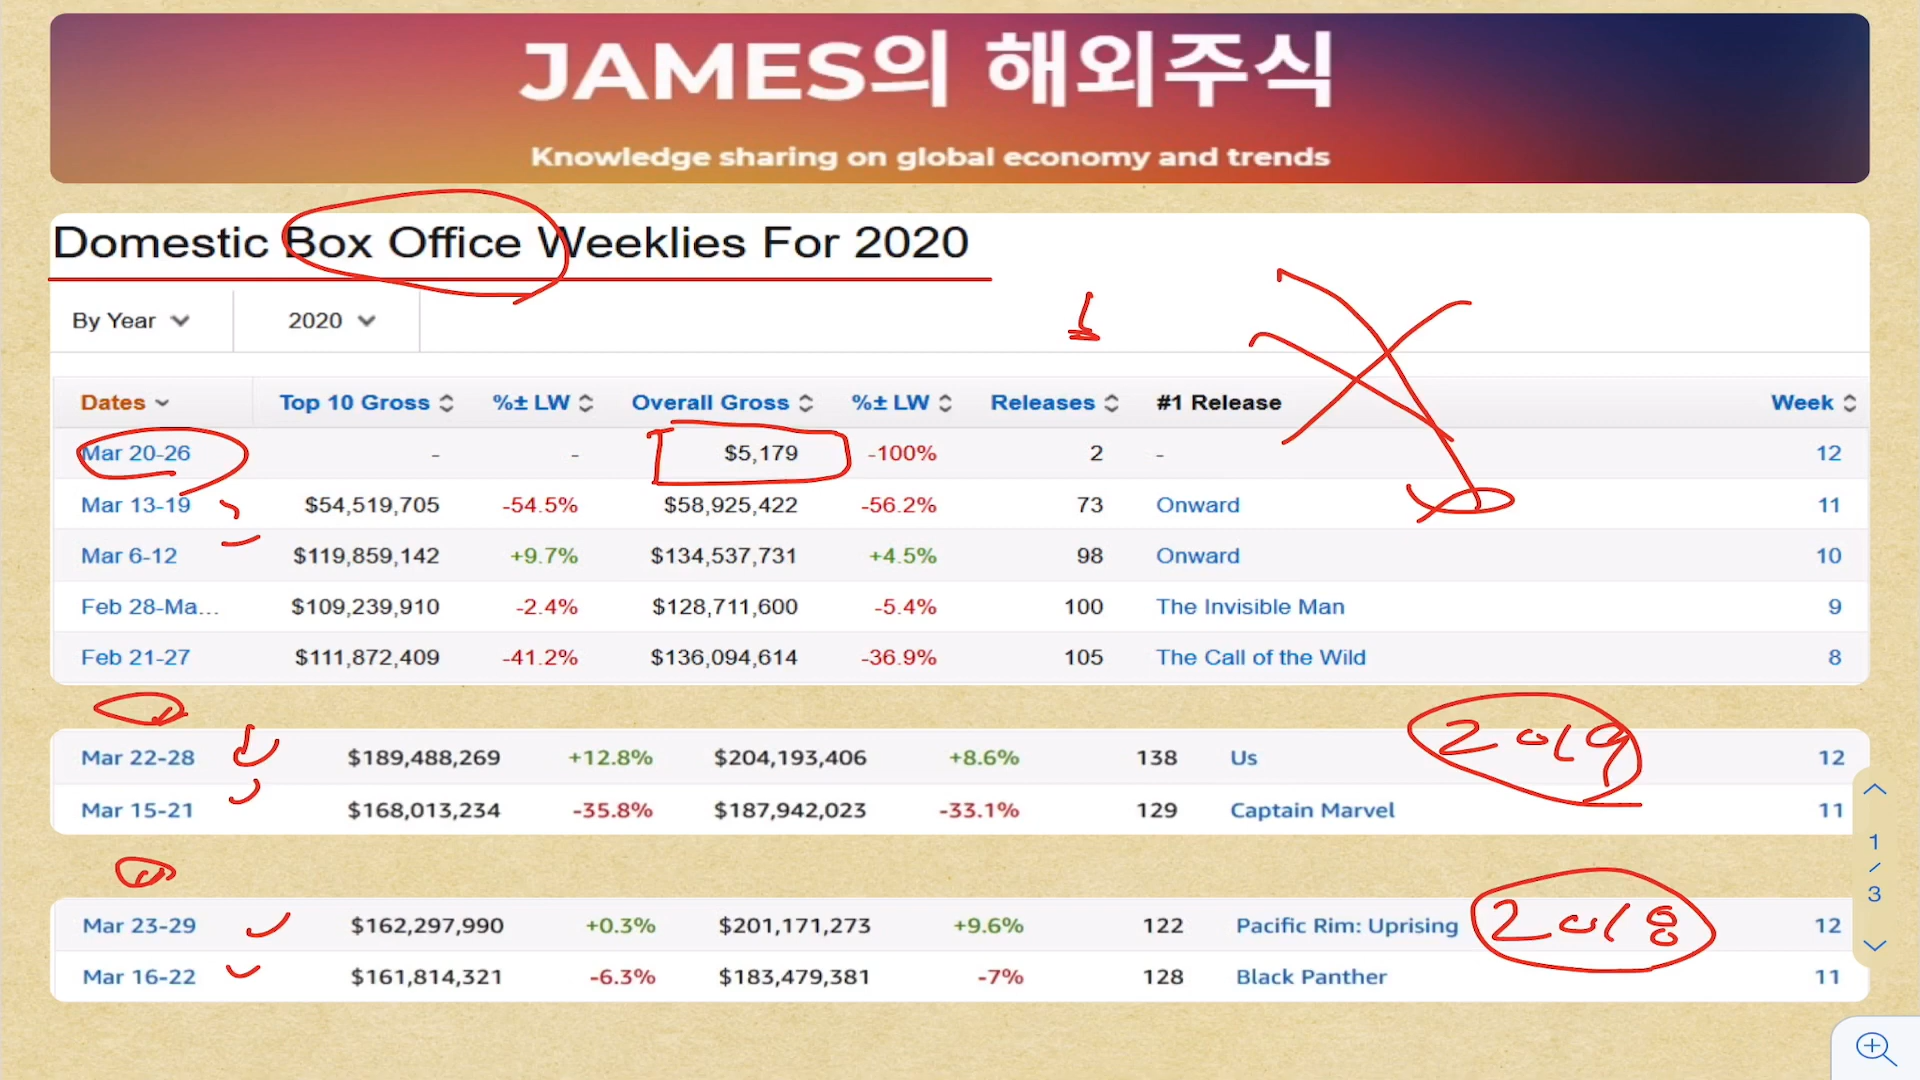 JAMES의 해외주식
Knowledge sharing on global economy and trends
Domestic Box Office Weeklies For 2020
By Year 2020
Dates Top 10 Gross %± LW Overall Gross %± LW Releases #1 Release Week
Mar 20-26 - - $5,179 -100% 2 - 12
Mar 13-19 $54,519,705 -54.5% $58,925,422 -56.2% 73 Onward 11
Mar 6-12 $119,859,142 +9.7% $134,537,731 +4.5% 98 Onward 10
Feb 28-Ma... $109,239,910 -2.4% $128,711,600 -5.4% 100 The Invisible Man 9
Feb 21-27 $111,872,409 -41.2% $136,094,614 -36.9% 105 The Call of the Wild 8
2019
Mar 22-28 $189,488,269 +12.8% $204,193,406 +8.6% 138 Us 12
Mar 15-21 $168,013,234 -35.8% $187,942,023 -33.1% 129 Captain Marvel 11
Mar 23-29 $162,297,990 +0.3% $201,171,273 +9.6% 122 Pacific Rim: Uprising 2018 12
Mar 16-22 $161,814,321 -6.3% $183,479,381 -7% 128 Black Panther 11
1
/
3